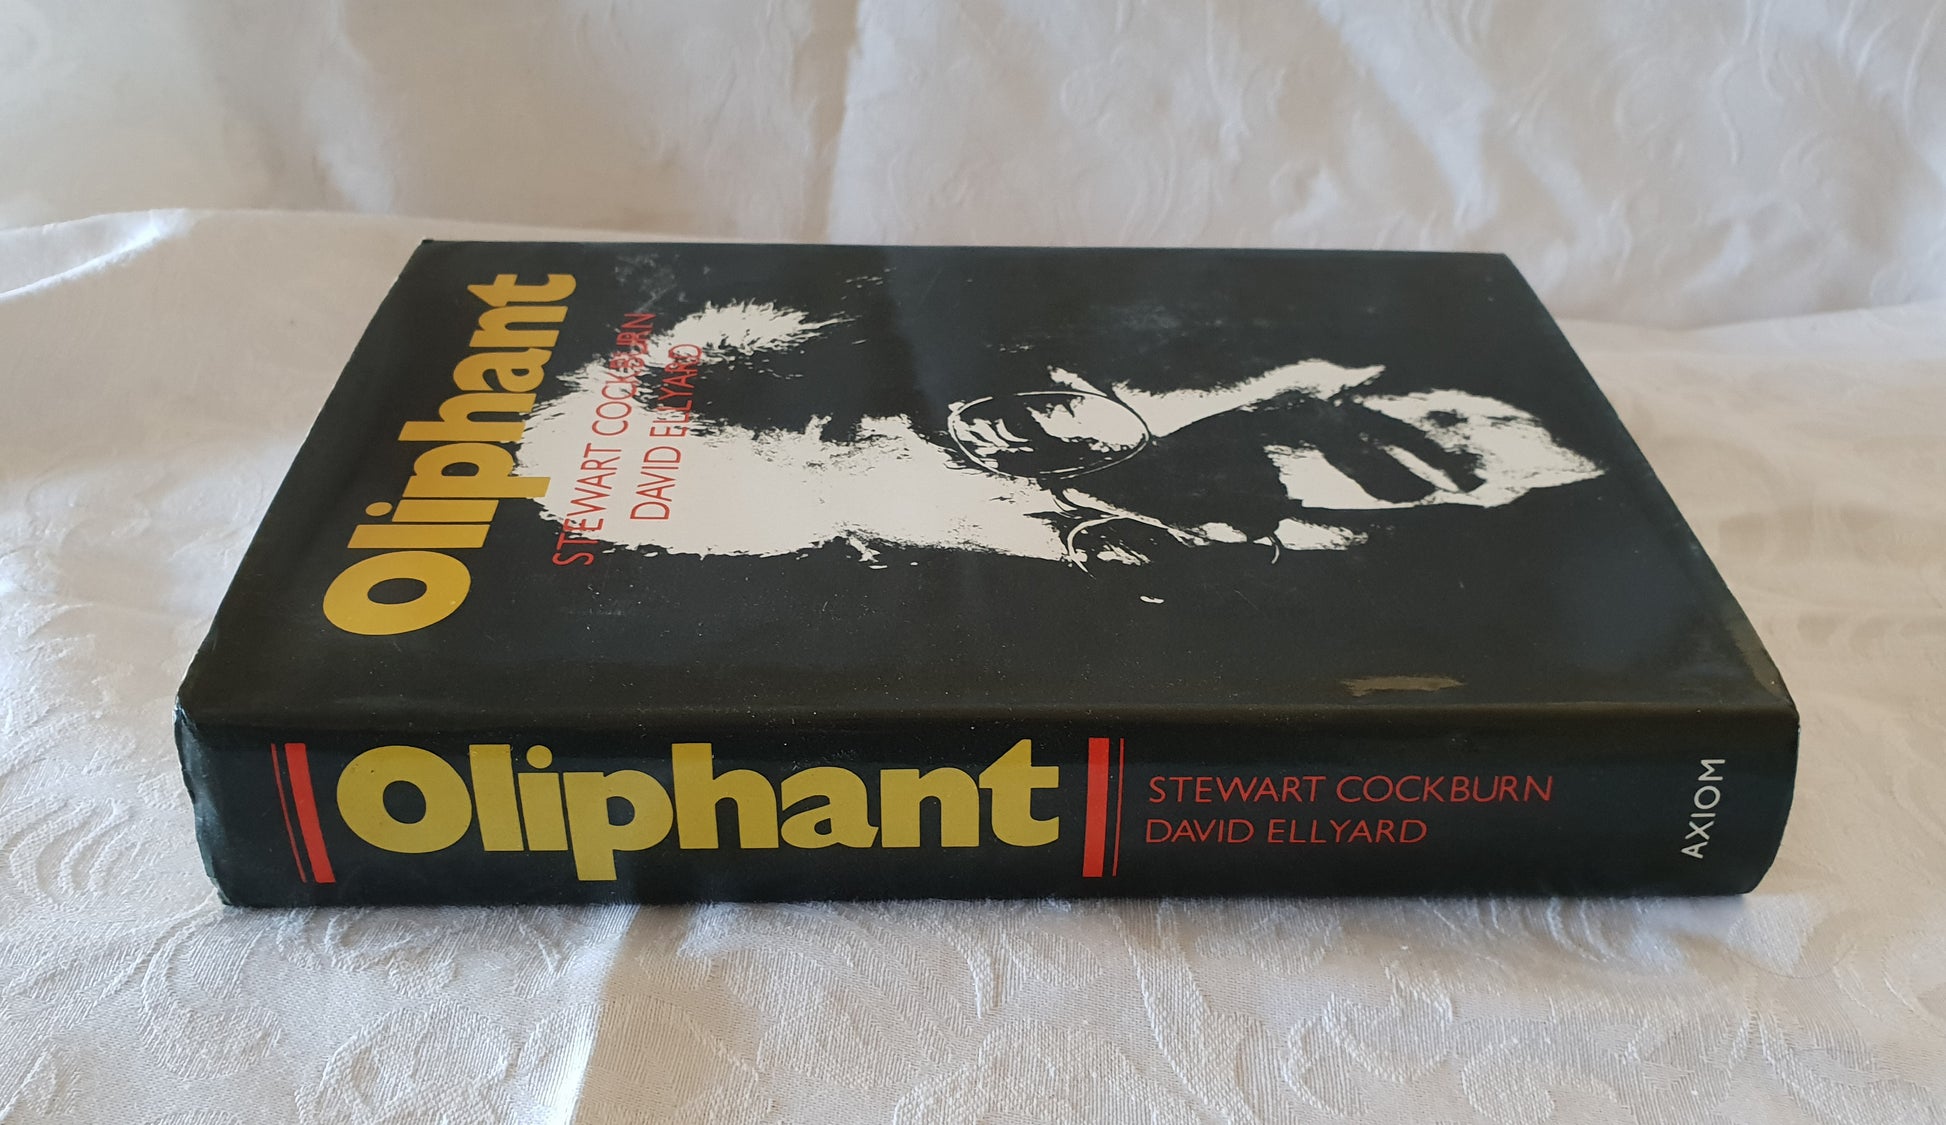 Oliphant
STEWART COCKBURN
DAVID ELLYARD
Oliphant
STEWART COCKBURN
DAVID ELLYARD
AXIOM